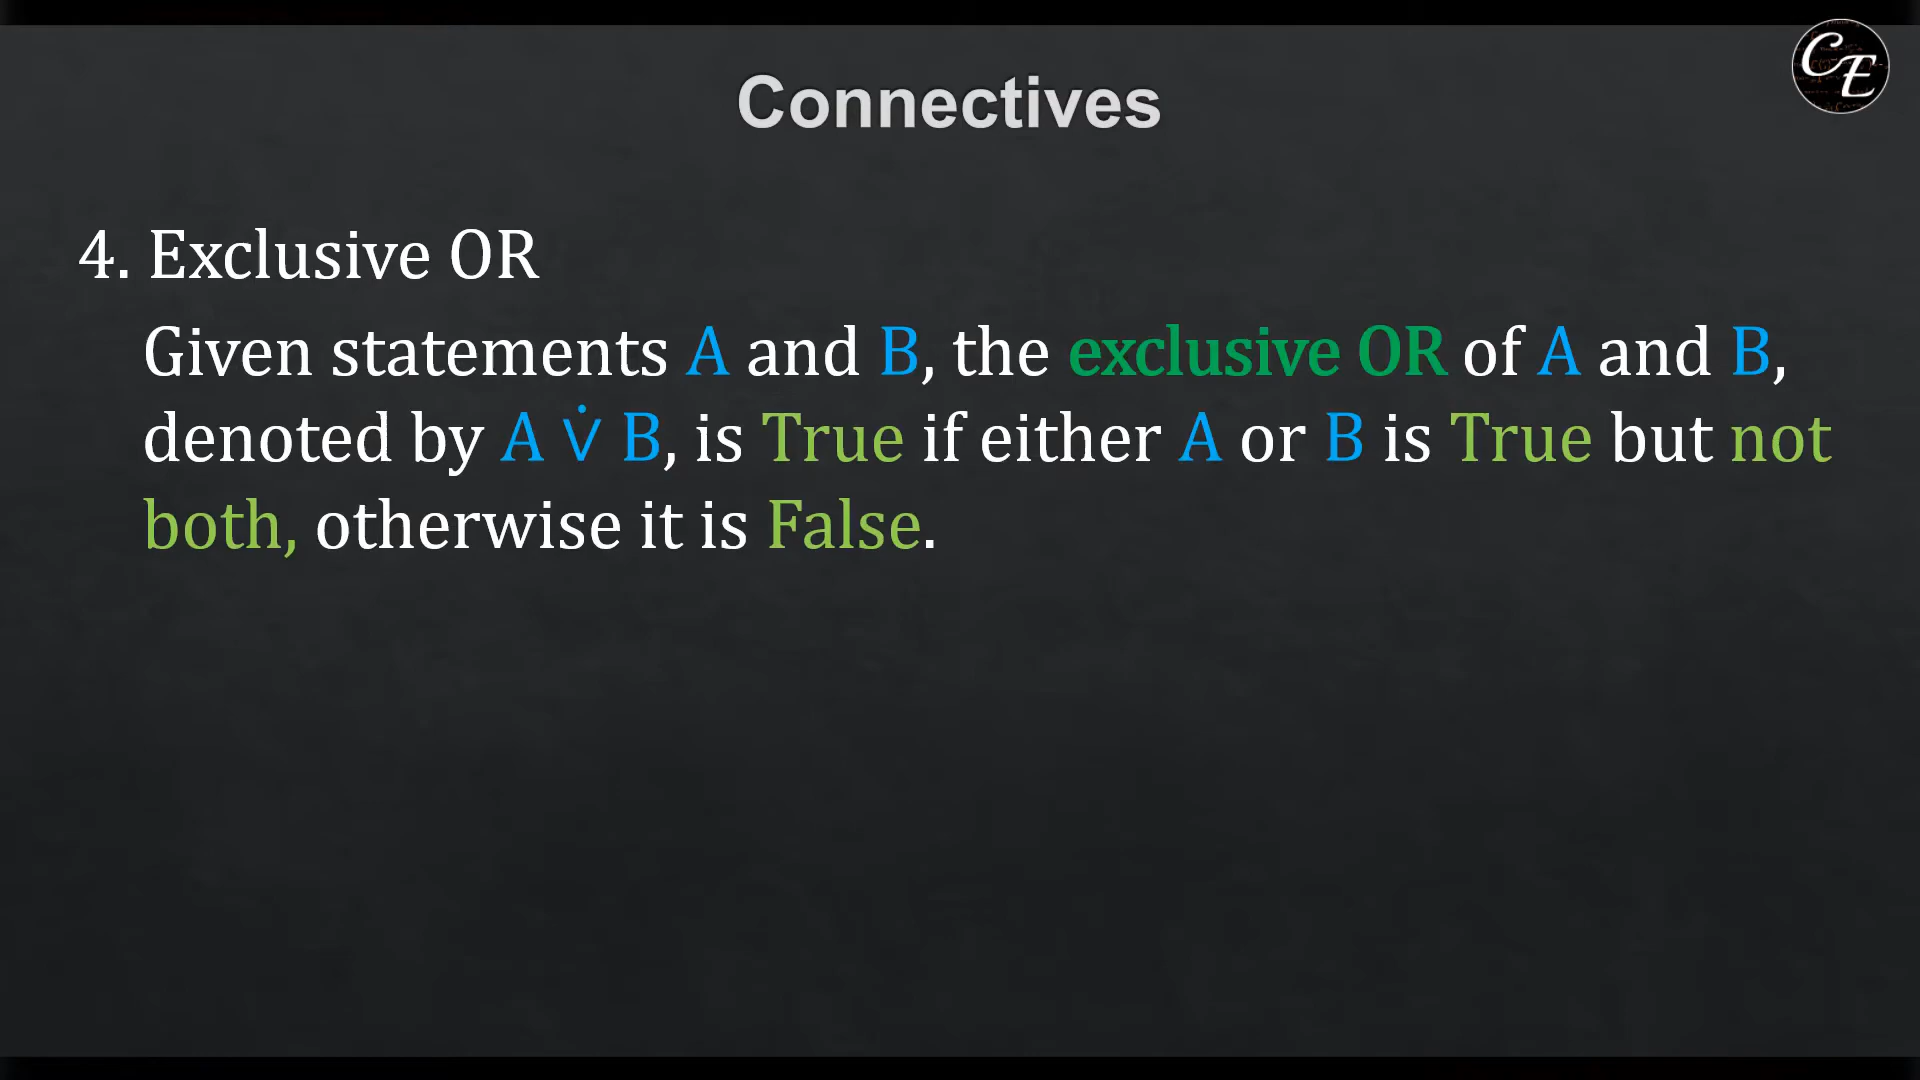 CE
Connectives
4. Exclusive OR
Given statements A and B, the exclusive OR of A and B,
denoted by A ⩒ B, is True if either A or B is True but not
both, otherwise it is False.